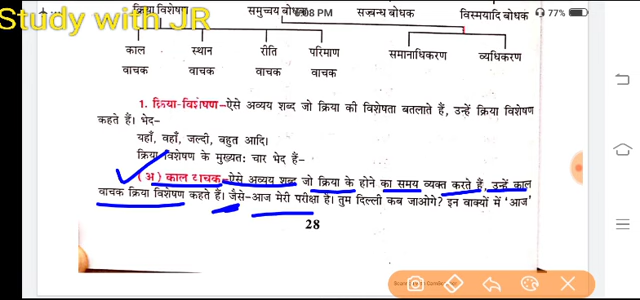 Study with JR
क्रिया विशेषण समुच्चय बोधक सम्बन्ध बोधक विस्मयादि बोधक
08 PM
77%
काल स्थान रीति परिमाण समानाधिकरण व्यधिकरण
वाचक वाचक वाचक वाचक
1. क्रिया-विशेषण–ऐसे अव्यय शब्द जो क्रिया की विशेषता बतलाते हैं, उन्हें क्रिया विशेषण
कहते हैं। भेद-
यहाँ, वहाँ, जल्दी, बहुत आदि।
क्रिया विशेषण के मुख्यत: चार भेद हैं-
(अ) काल वाचक–ऐसे अव्यय शब्द जो क्रिया के होने का समय व्यक्त करते हैं, उन्हें काल
वाचक क्रिया विशेषण कहते हैं। जैसे-आज मेरी परीक्षा है। तुम दिल्ली कब जाओगे? इन वाक्यों में 'आज'
28